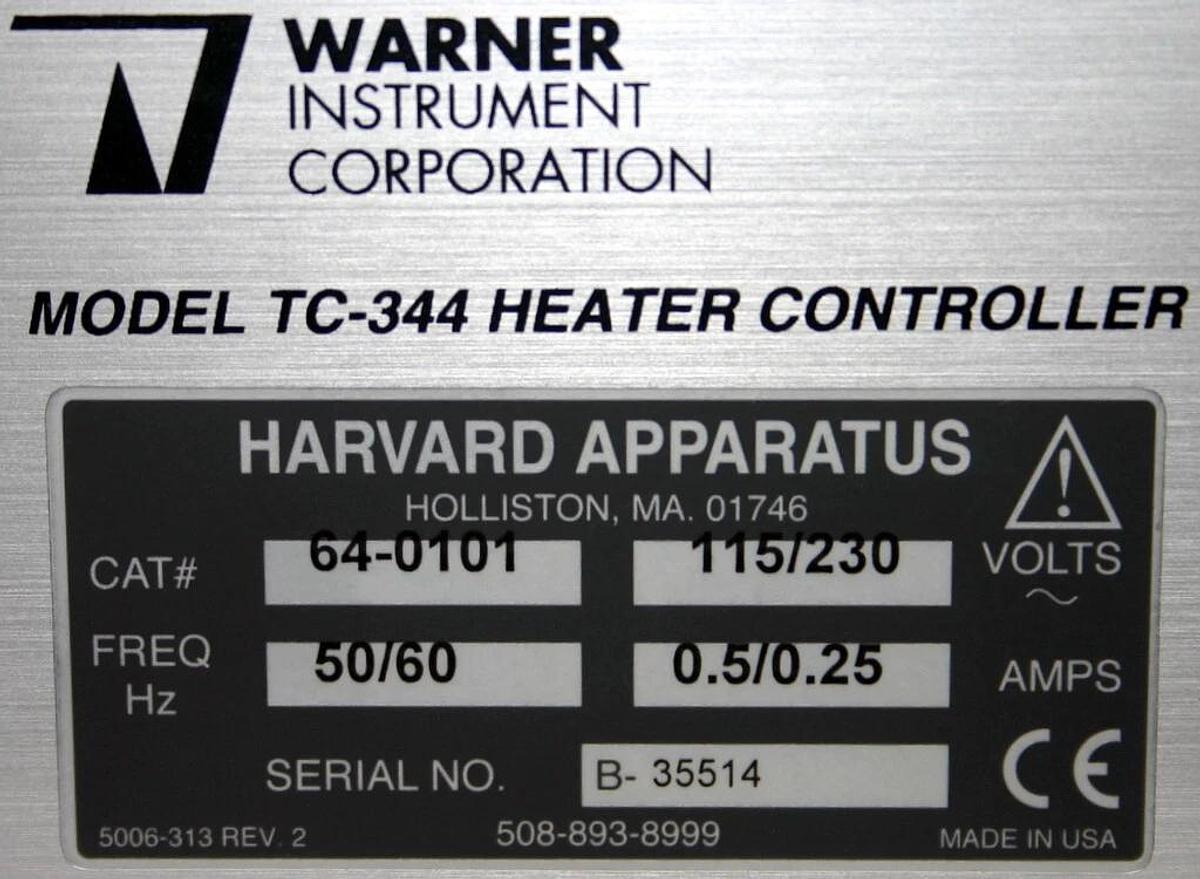 WARNER
INSTRUMENT
CORPORATION
MODEL TC-344 HEATER CONTROLLER
HARVARD APPARATUS
HOLLISTON, MA. 01746
CAT# 64-0101 115/230 VOLTS ~
FREQ Hz 50/60 0.5/0.25 AMPS
SERIAL NO. B- 35514 CE
5006-313 REV. 2 508-893-8999 MADE IN USA